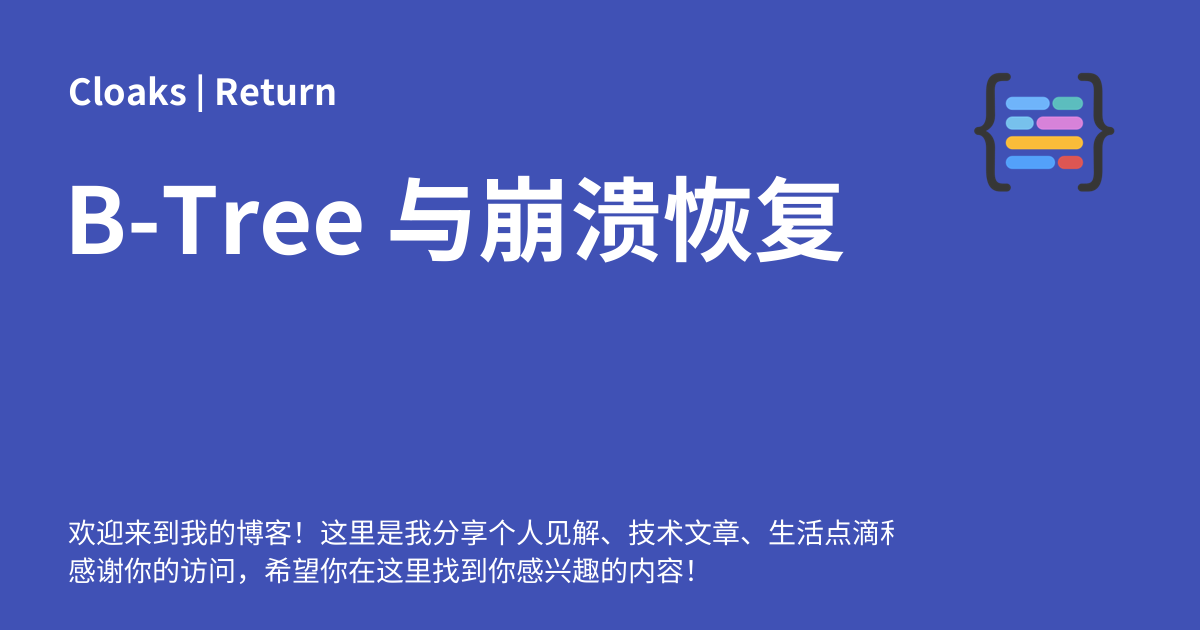 Cloaks | Return
B-Tree 与崩溃恢复
欢迎来到我的博客！这里是我分享个人见解、技术文章、生活点滴
感谢你的访问，希望你在这里找到你感兴趣的内容！